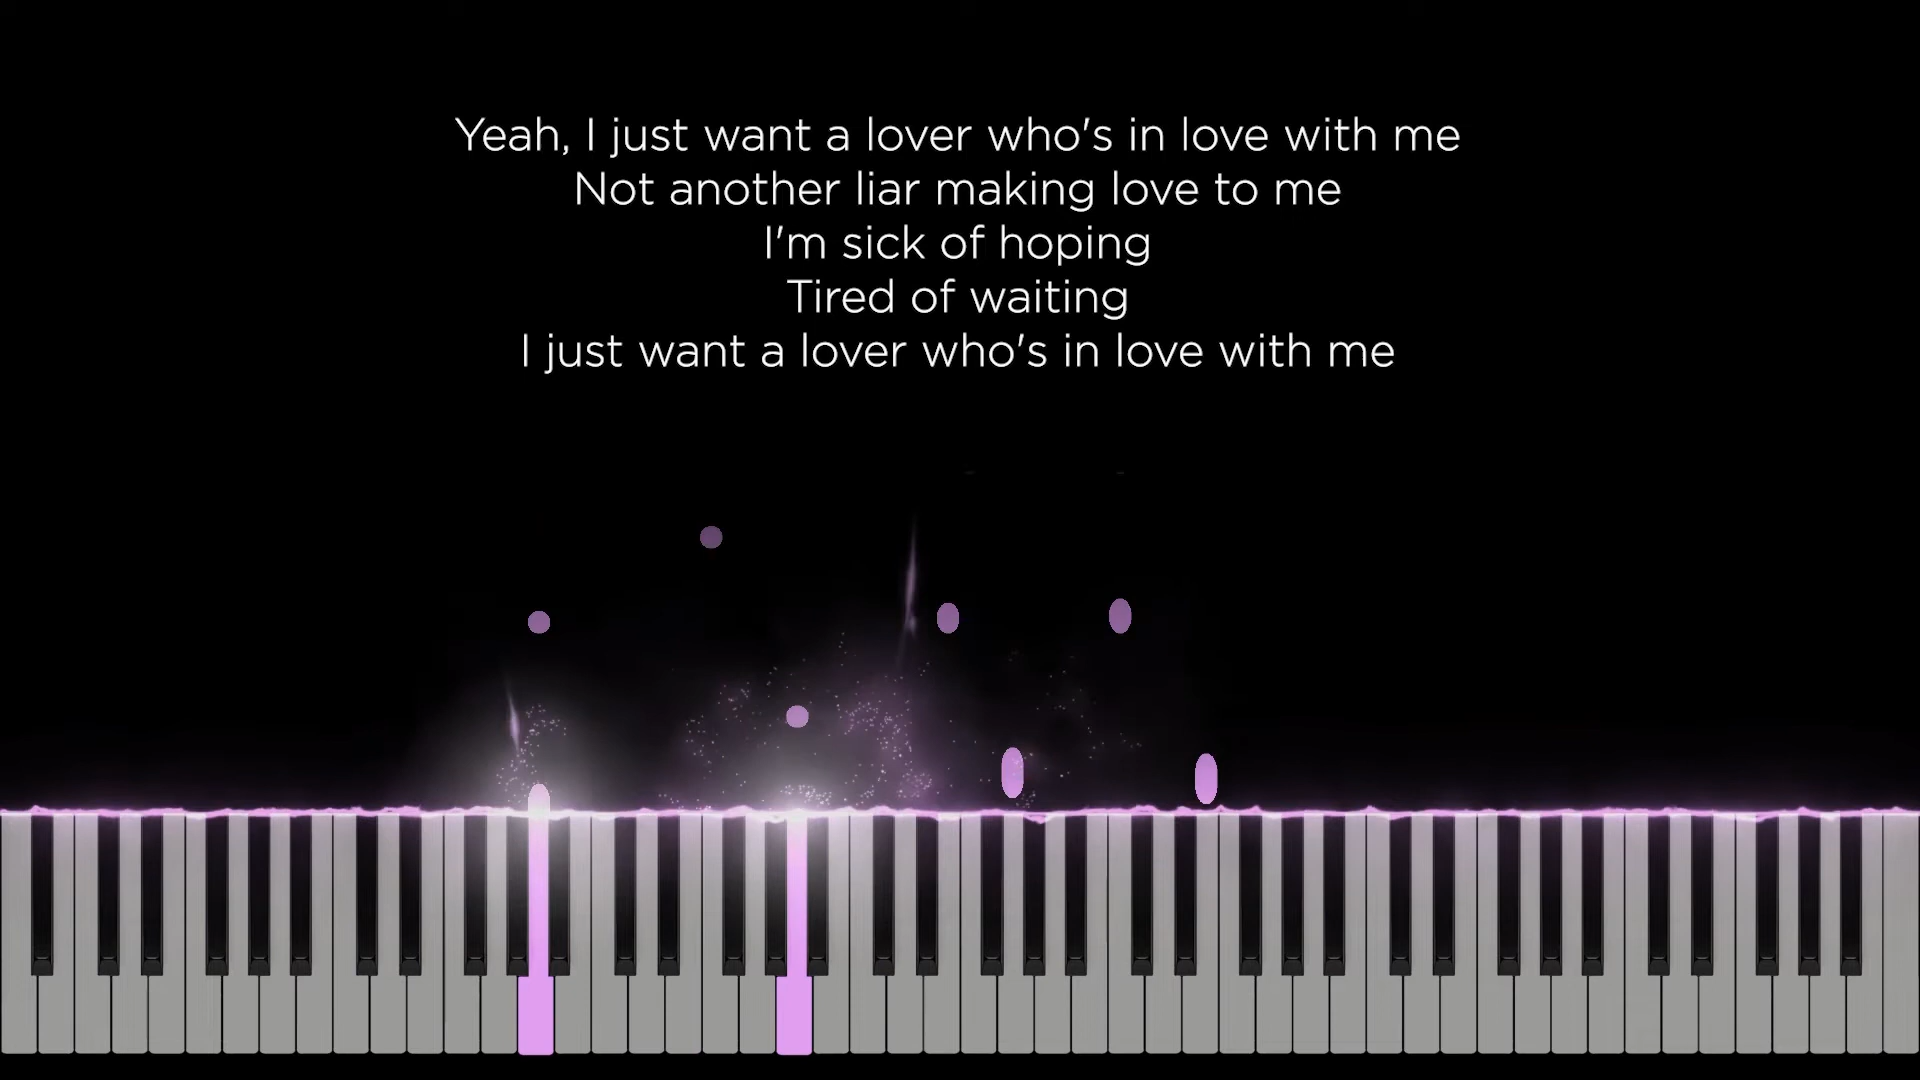 Yeah, I just want a lover who's in love with me
Not another liar making love to me
I'm sick of hoping
Tired of waiting
I just want a lover who's in love with me